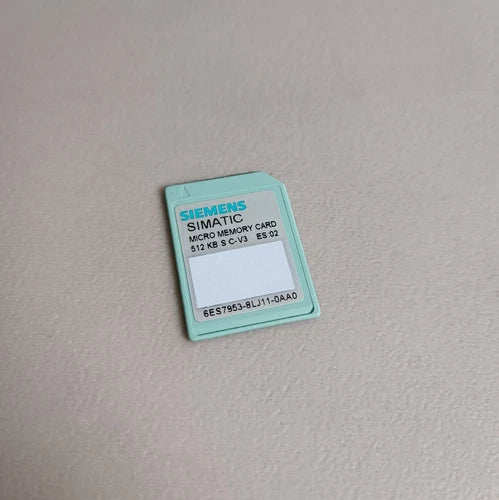 SIEMENS
SIMATIC
MICRO MEMORY CARD
512 KB S C-V3 ES:02
6ES7953-8LJ11-0AA0